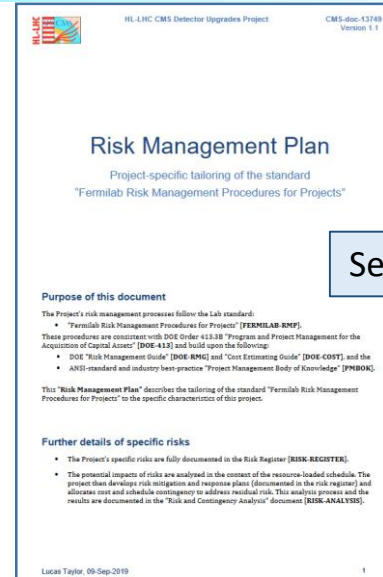 HL-LHC
CMS
HL-LHC CMS Detector Upgrades Project
CMS-doc-13749
Version 1.1
Risk Management Plan
Project-specific tailoring of the standard
"Fermilab Risk Management Procedures for Projects"
Se
Purpose of this document
The Project's risk management processes follow the Lab standard:
• "Fermilab Risk Management Procedures for Projects" [FERMILAB-RMP].
These procedures are consistent with DOE Order 413.3B "Program and Project Management for the
Acquisition of Capital Assets" [DOE-413] and build upon the following:
• DOE "Risk Management Guide" [DOE-RMG] and "Cost Estimating Guide" [DOE-COST], and the
• ANSI-standard and industry best-practice "Project Management Body of Knowledge" [PMBOK].
This "Risk Management Plan" describes the tailoring of the standard "Fermilab Risk Management
Procedures for Projects" to the specific characteristics of this project.
Further details of specific risks
• The Project's specific risks are fully documented in the Risk Register [RISK-REGISTER].
• The potential impacts of risks are analyzed in the context of the resource-loaded schedule. The
project then develops risk mitigation and response plans (documented in the risk register) and
allocates cost and schedule contingency to address residual risk. This analysis process and the
results are documented in the "Risk and Contingency Analysis" document [RISK-ANALYSIS].
Lucas Taylor, 09-Sep-2019
1